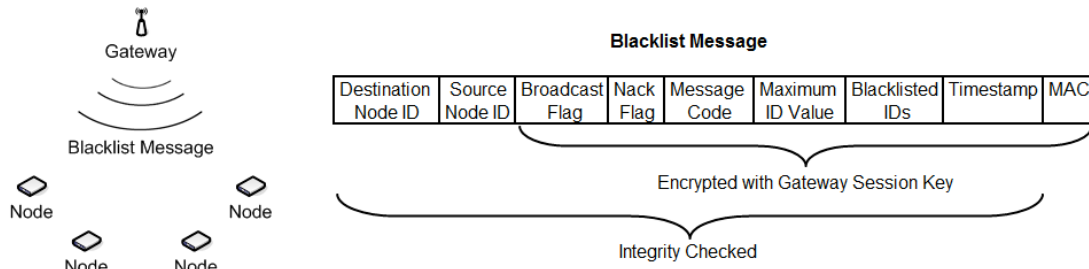 Gateway
Blacklist Message
Node
Node
Node
Node
Blacklist Message
Destination Node ID
Source Node ID
Broadcast Flag
Nack Flag
Message Code
Maximum ID Value
Blacklisted IDs
Timestamp
MAC
Encrypted with Gateway Session Key
Integrity Checked